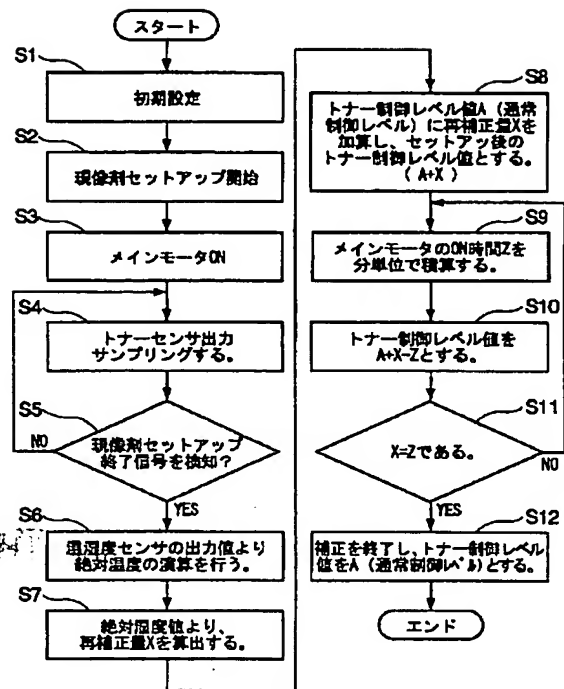 スタート
S1
初期設定
S2
現像剤セットアップ開始
S3
メインモータON
S4
トナーセンサ出力
サンプリングする。
S5
現像剤セットアップ
終了信号を検知?
NO
YES
S6
温湿度センサの出力値より
絶対湿度の演算を行う。
S7
絶対湿度値より、
再補正量Xを算出する。
S8
トナー制御レベル値A(通常
制御レベル)に再補正量Xを
加算し、セットアップ後の
トナー制御レベル値とする。
(A+X)
S9
メインモータのON時間Zを
分単位で積算する。
S10
トナー制御レベル値を
A+X-Zとする。
S11
X=Zである。
NO
YES
S12
補正を終了し、トナー制御レベル
値をA(通常制御レベル)とする。
エンド